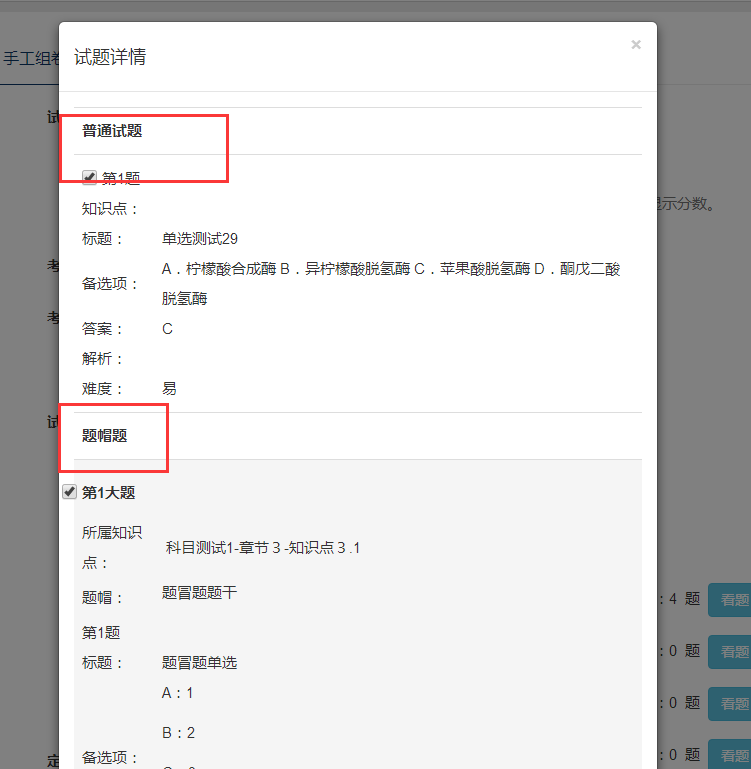 试题详情
×
手工组卷
试
普通试题
第1题
显示分数。
知识点：
标题： 单选测试29
考
备选项： A．柠檬酸合成酶 B．异柠檬酸脱氢酶 C．苹果酸脱氢酶 D．酮戊二酸
脱氢酶
考
答案： C
解析：
难度： 易
试
题帽题
第1大题
所属知识
点： 科目测试1-章节３-知识点３.1
题帽： 题冒题题干
：4 题 看题
第1题
：0 题 看题
标题： 题冒题单选
A：1
：0 题 看题
B：2
备选项：
：0 题 看题
定